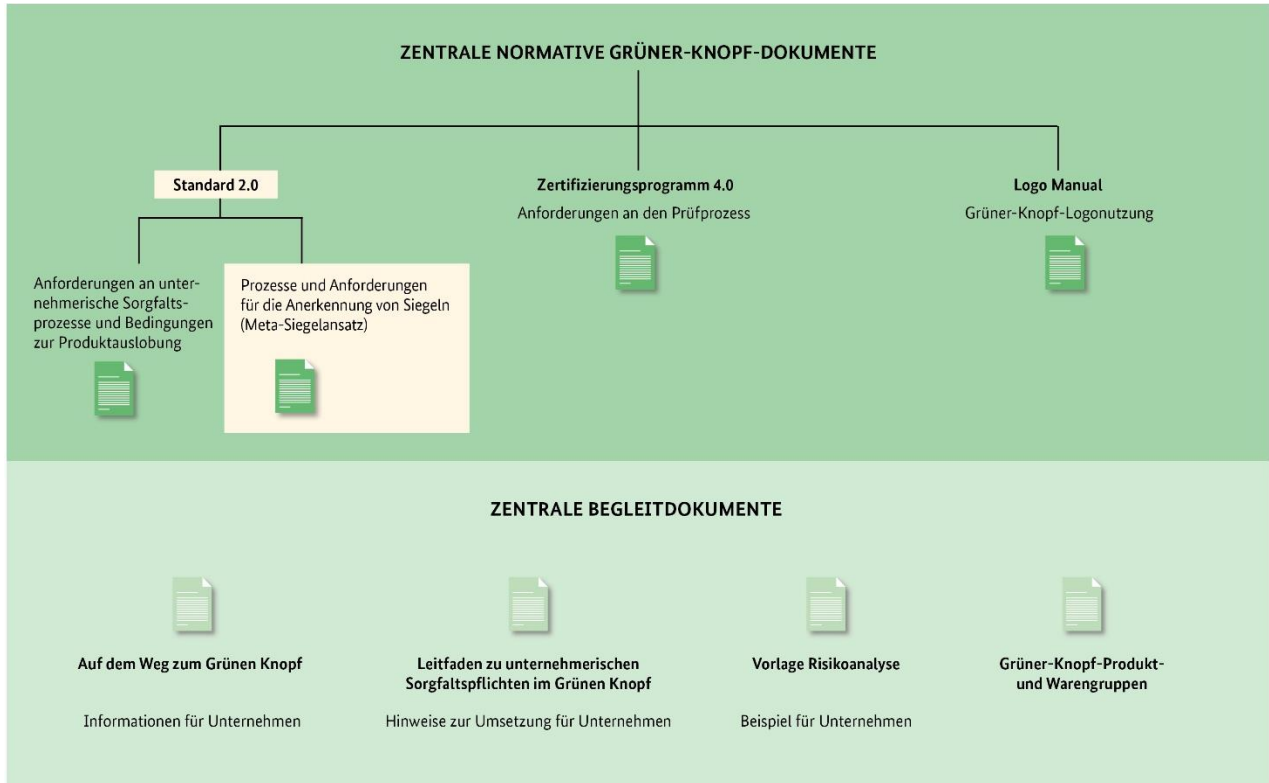 ZENTRALE NORMATIVE GRÜNER-KNOPF-DOKUMENTE
Standard 2.0
Anforderungen an unter-
nehmerische Sorgfalts-
prozesse und Bedingungen
zur Produktauslobung
Prozesse und Anforderungen
für die Anerkennung von Siegeln
(Meta-Siegelansatz)
Zertifizierungsprogramm 4.0
Anforderungen an den Prüfprozess
Logo Manual
Grüner-Knopf-Logonutzung
ZENTRALE BEGLEITDOKUMENTE
Auf dem Weg zum Grünen Knopf
Informationen für Unternehmen
Leitfaden zu unternehmerischen
Sorgfaltspflichten im Grünen Knopf
Hinweise zur Umsetzung für Unternehmen
Vorlage Risikoanalyse
Beispiel für Unternehmen
Grüner-Knopf-Produkt-
und Warengruppen